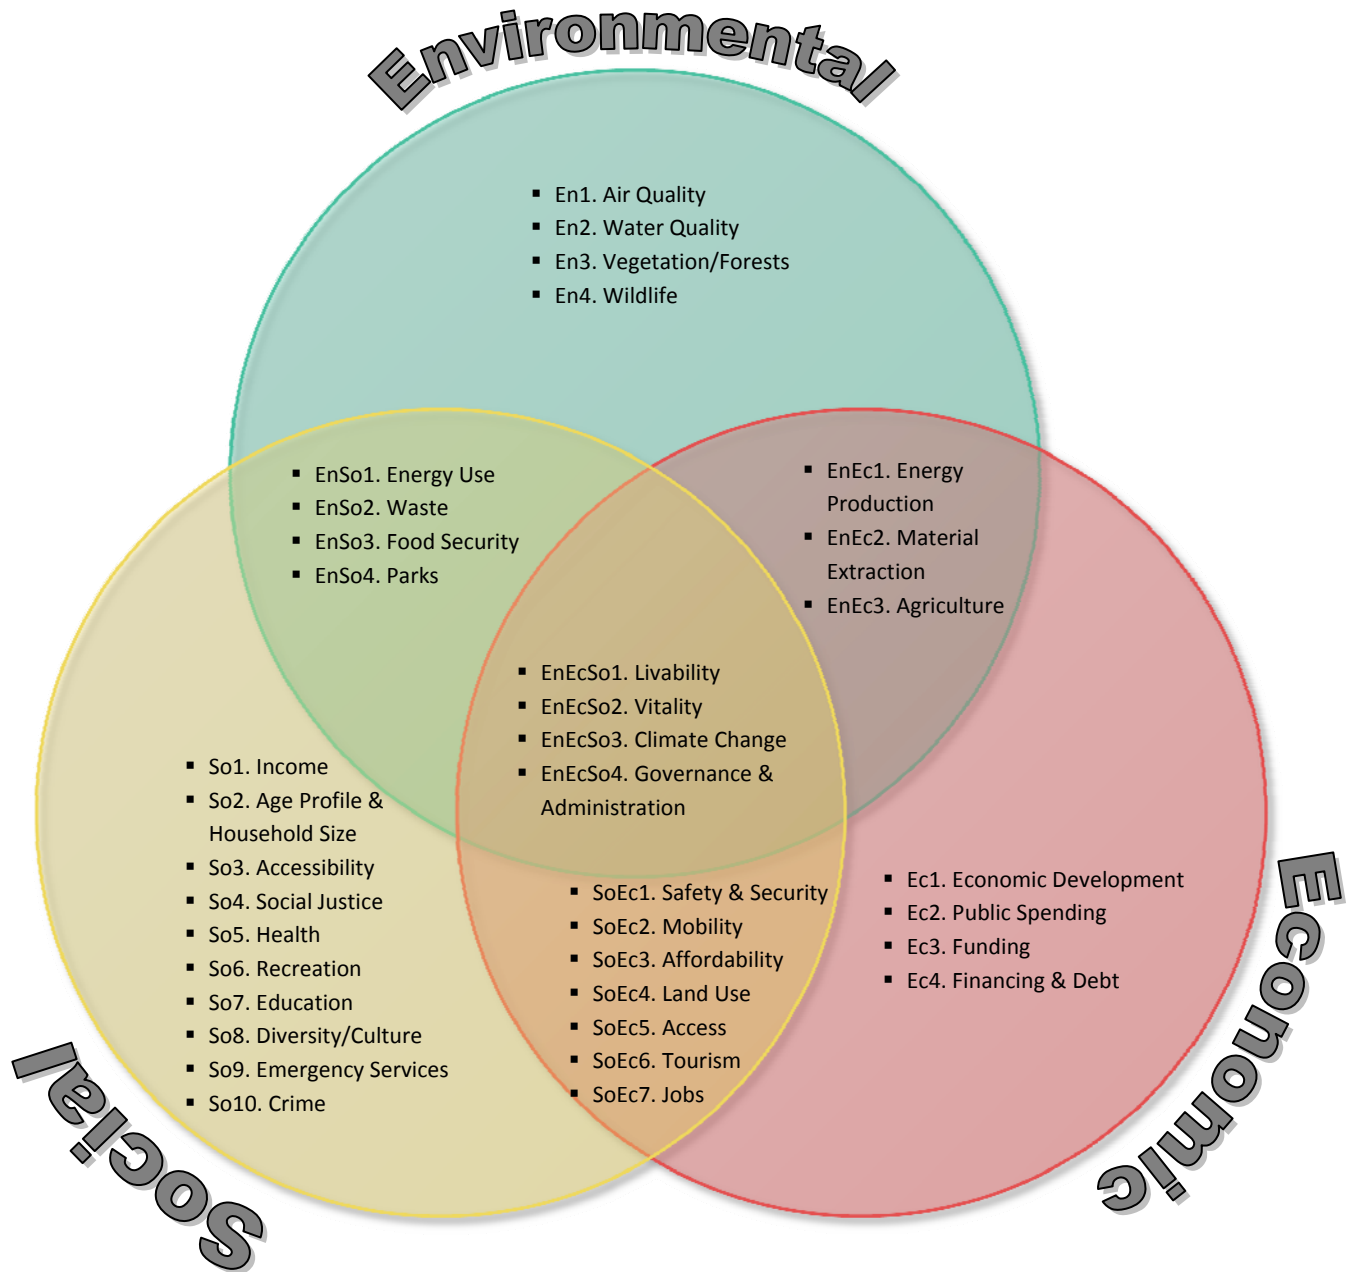 Environmental
▪ En1. Air Quality
▪ En2. Water Quality
▪ En3. Vegetation/Forests
▪ En4. Wildlife
▪ EnSo1. Energy Use
▪ EnSo2. Waste
▪ EnSo3. Food Security
▪ EnSo4. Parks
▪ EnEc1. Energy
Production
▪ EnEc2. Material
Extraction
▪ EnEc3. Agriculture
▪ EnEcSo1. Livability
▪ EnEcSo2. Vitality
▪ EnEcSo3. Climate Change
▪ EnEcSo4. Governance &
Administration
▪ So1. Income
▪ So2. Age Profile &
Household Size
▪ So3. Accessibility
▪ So4. Social Justice
▪ So5. Health
▪ So6. Recreation
▪ So7. Education
▪ So8. Diversity/Culture
▪ So9. Emergency Services
▪ So10. Crime
▪ SoEc1. Safety & Security
▪ SoEc2. Mobility
▪ SoEc3. Affordability
▪ SoEc4. Land Use
▪ SoEc5. Access
▪ SoEc6. Tourism
▪ SoEc7. Jobs
▪ Ec1. Economic Development
▪ Ec2. Public Spending
▪ Ec3. Funding
▪ Ec4. Financing & Debt
Social
Economic